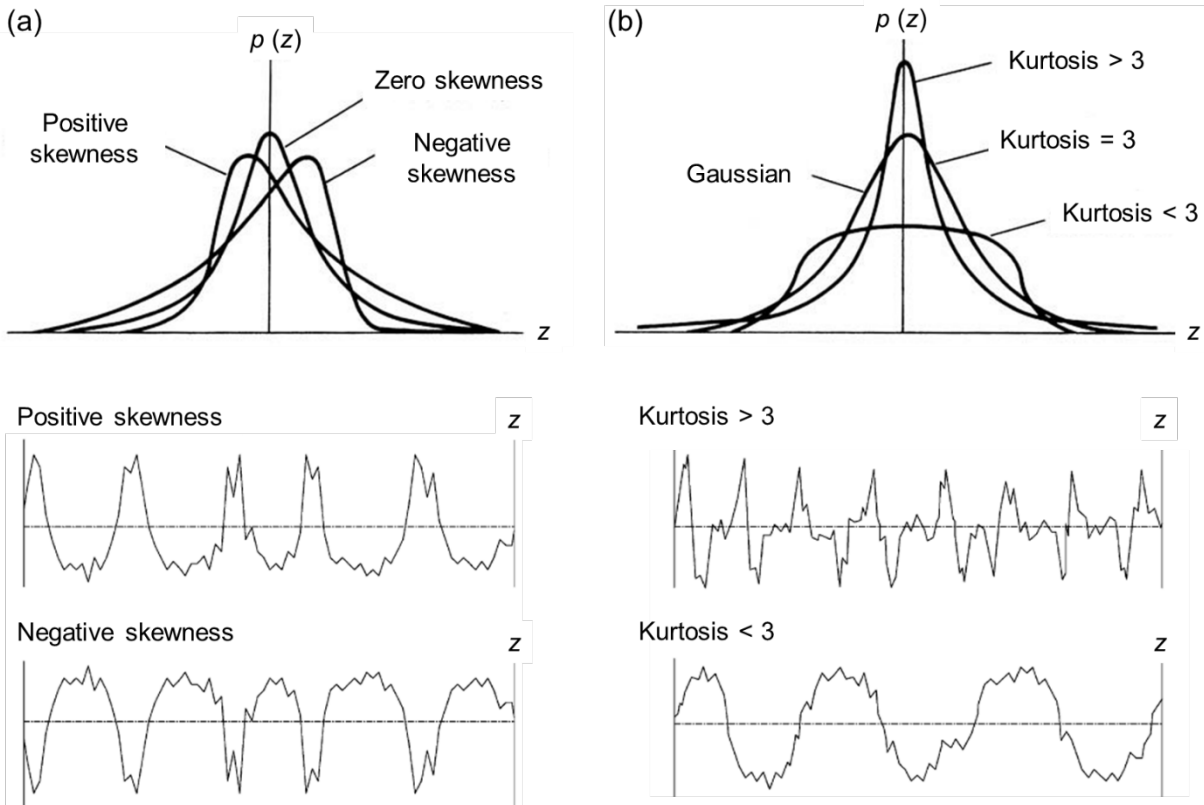 (a)
p (z)
Zero skewness
Positive
skewness
Negative
skewness
z
(b)
p (z)
Kurtosis > 3
Kurtosis = 3
Gaussian
Kurtosis < 3
z
Positive skewness
z
Negative skewness
z
Kurtosis > 3
z
Kurtosis < 3
z